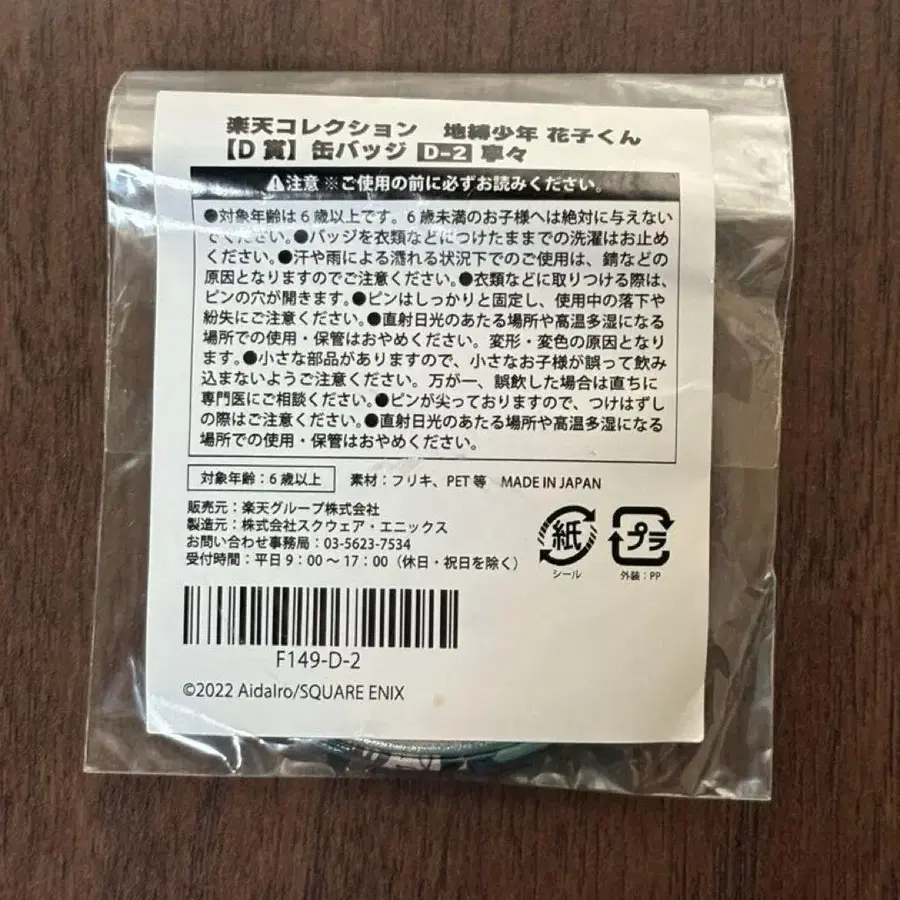 楽天コレクション 地縛少年 花子くん
【D賞】缶バッジ D-2 寧々
⚠注意 ※ご使用の前に必ずお読みください。
●対象年齢は6歳以上です。6歳未満のお子様へは絶対に与えない
でください。●バッジを衣類などにつけたままでの洗濯はお止め
ください。●汗や雨による濡れる状況下でのご使用は、錆などの
原因となりますのでご注意ください。●衣類などに取りつける際は、
ピンの穴が開きます。●ピンはしっかりと固定し、使用中の落下や
紛失にご注意ください。●直射日光のあたる場所や高温多湿になる
場所での使用・保管はおやめください。変形・変色の原因となり
ます。●小さな部品がありますので、小さなお子様が誤って飲み
込まないようご注意ください。万が一、誤飲した場合は直ちに
専門医にご相談ください。●ピンが尖っておりますので、つけはずし
の際はご注意ください。●直射日光のあたる場所や高温多湿になる
場所での使用・保管はおやめください。
対象年齢:6歳以上 素材:フリキ、PET等 MADE IN JAPAN
販売元:楽天グループ株式会社
製造元:株式会社スクウェア・エニックス
お問い合わせ事務局:03-5623-7534
受付時間:平日9:00~17:00(休日・祝日を除く)
紙 プラ
シール 外装:PP
F149-D-2
©2022 AidaIro/SQUARE ENIX